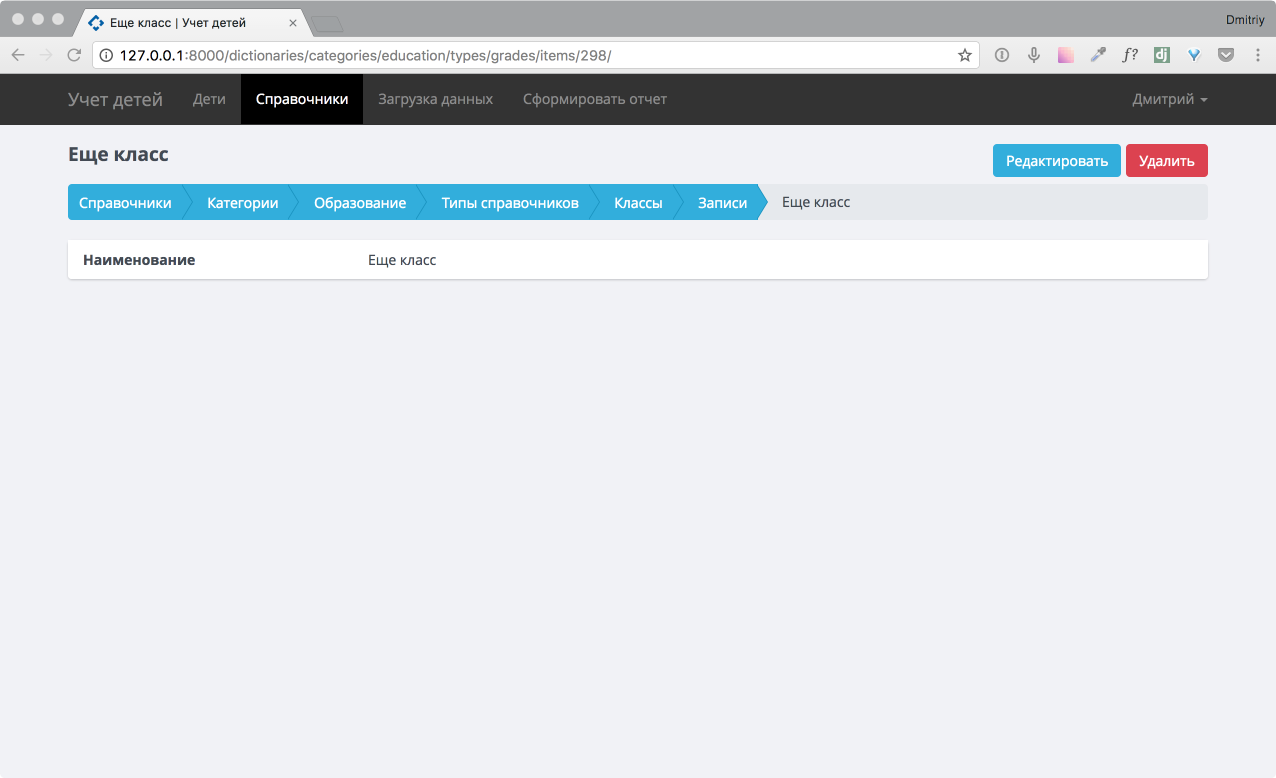 Еще класс | Учет детей
Dmitriy
127.0.0.1:8000/dictionaries/categories/education/types/grades/items/298/
f?
dj
Учет детей Дети Справочники Загрузка данных Сформировать отчет Дмитрий
Еще класс
Редактировать Удалить
Справочники Категории Образование Типы справочников Классы Записи Еще класс
Наименование Еще класс